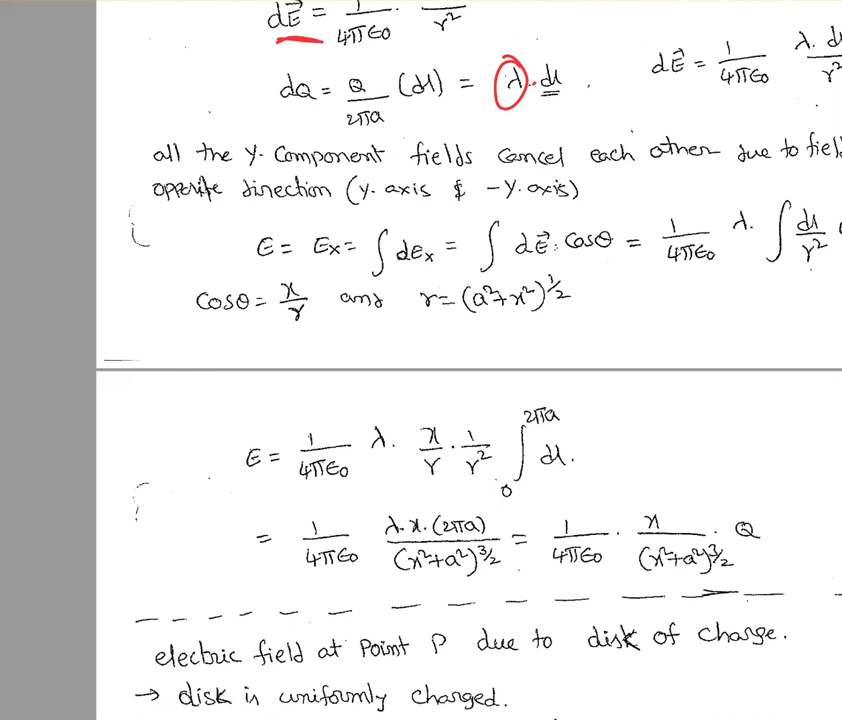 dE⃗ = 1/4πε0 · /r²
dQ = Q/2πa (dl) = λ · dl . dE⃗ = 1/4πε0 λ. d/r²
all the y. Component fields cancel each other due to fiel
opposite direction (y. axis & -y. axis)
E = Ex = ∫ dEx = ∫ dE⃗. Cosθ = 1/4πε0 λ. ∫ dl/r²
Cosθ = x/r and r = (a²+x²)^1/2
E = 1/4πε0 λ. x/r . 1/r² ∫₀^2πa dl.
= 1/4πε0 λ.x.(2πa)/(x²+a²)^3/2 = 1/4πε0 . x/(x²+a²)^3/2 . Q
electric field at Point P due to disk of charge.
→ disk is uniformly charged.